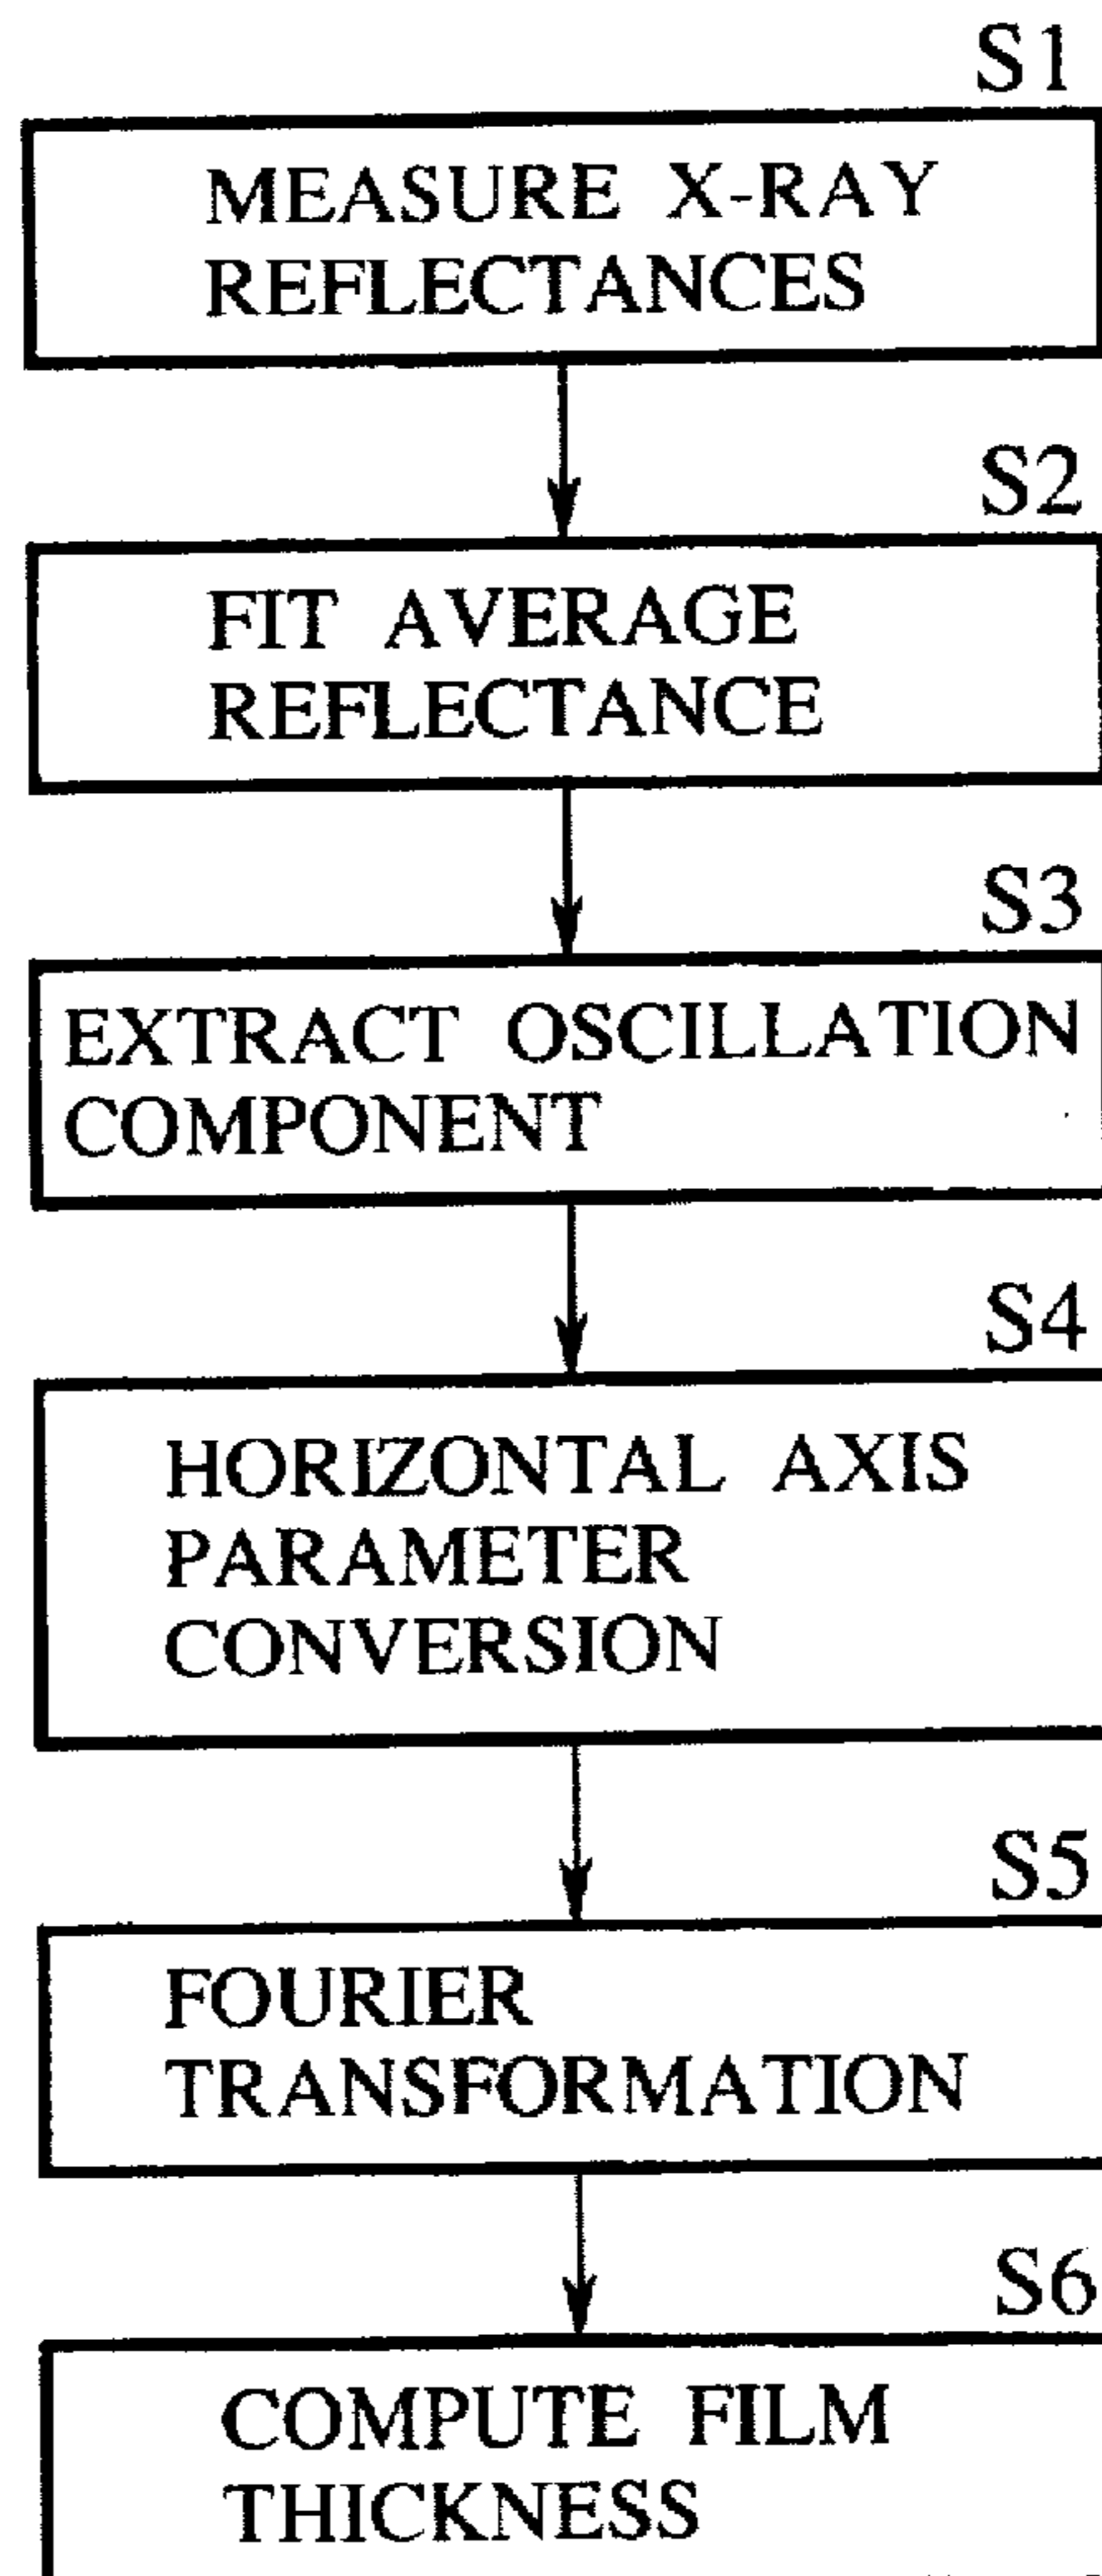 S1
MEASURE X-RAY
REFLECTANCES
S2
FIT AVERAGE
REFLECTANCE
S3
EXTRACT OSCILLATION
COMPONENT
S4
HORIZONTAL AXIS
PARAMETER
CONVERSION
S5
FOURIER
TRANSFORMATION
S6
COMPUTE FILM
THICKNESS